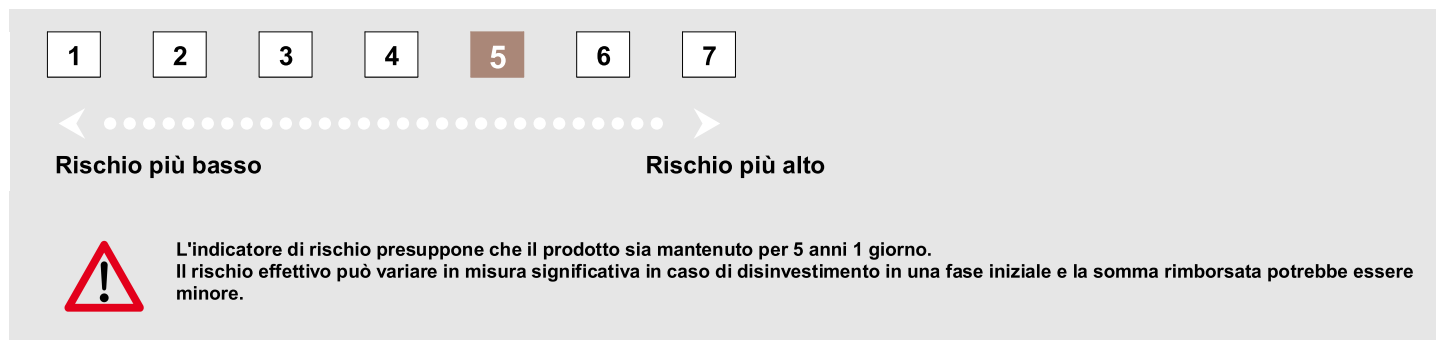 1 2 3 4 5 6 7
Rischio più basso Rischio più alto
L'indicatore di rischio presuppone che il prodotto sia mantenuto per 5 anni 1 giorno.
Il rischio effettivo può variare in misura significativa in caso di disinvestimento in una fase iniziale e la somma rimborsata potrebbe essere
minore.